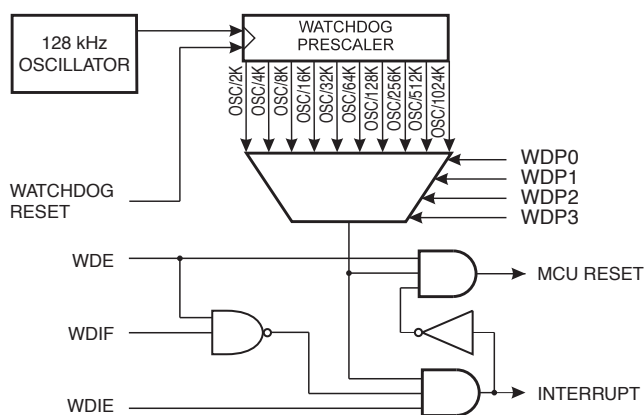 128 kHz
OSCILLATOR
WATCHDOG
PRESCALER
OSC/2K
OSC/4K
OSC/8K
OSC/16K
OSC/32K
OSC/64K
OSC/128K
OSC/256K
OSC/512K
OSC/1024K
WDP0
WDP1
WDP2
WDP3
WATCHDOG
RESET
WDE
MCU RESET
WDIF
INTERRUPT
WDIE